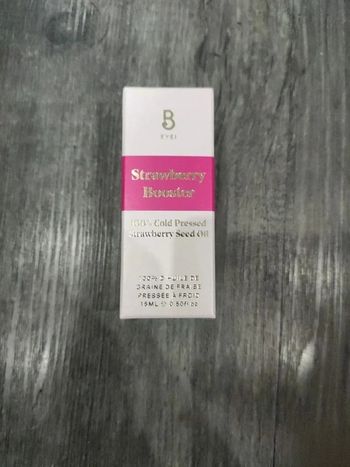 B
BYBI
Strawberry
Booster
100% Cold Pressed
Strawberry Seed Oil
100% D'HUILE DE
GRAINE DE FRAISE
PRESSÉE À FROID
15ML ℮ 0.50fl.oz